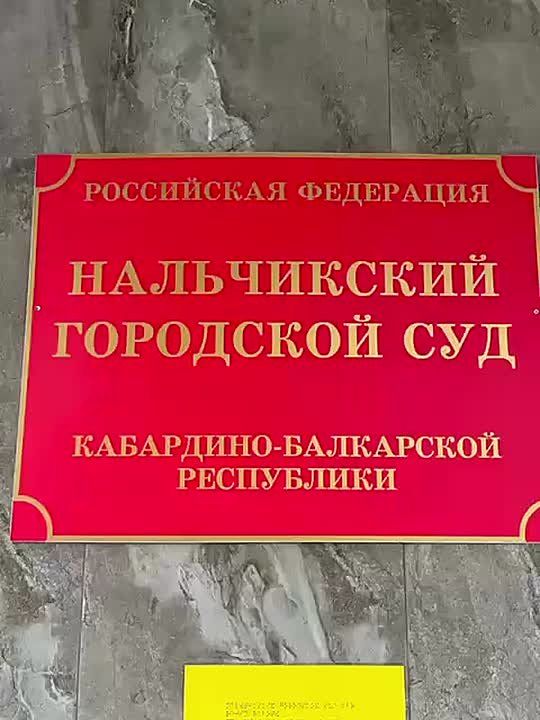 РОССИЙСКАЯ ФЕДЕРАЦИЯ
НАЛЬЧИКСКИЙ
ГОРОДСКОЙ СУД
КАБАРДИНО-БАЛКАРСКОЙ
РЕСПУБЛИКИ